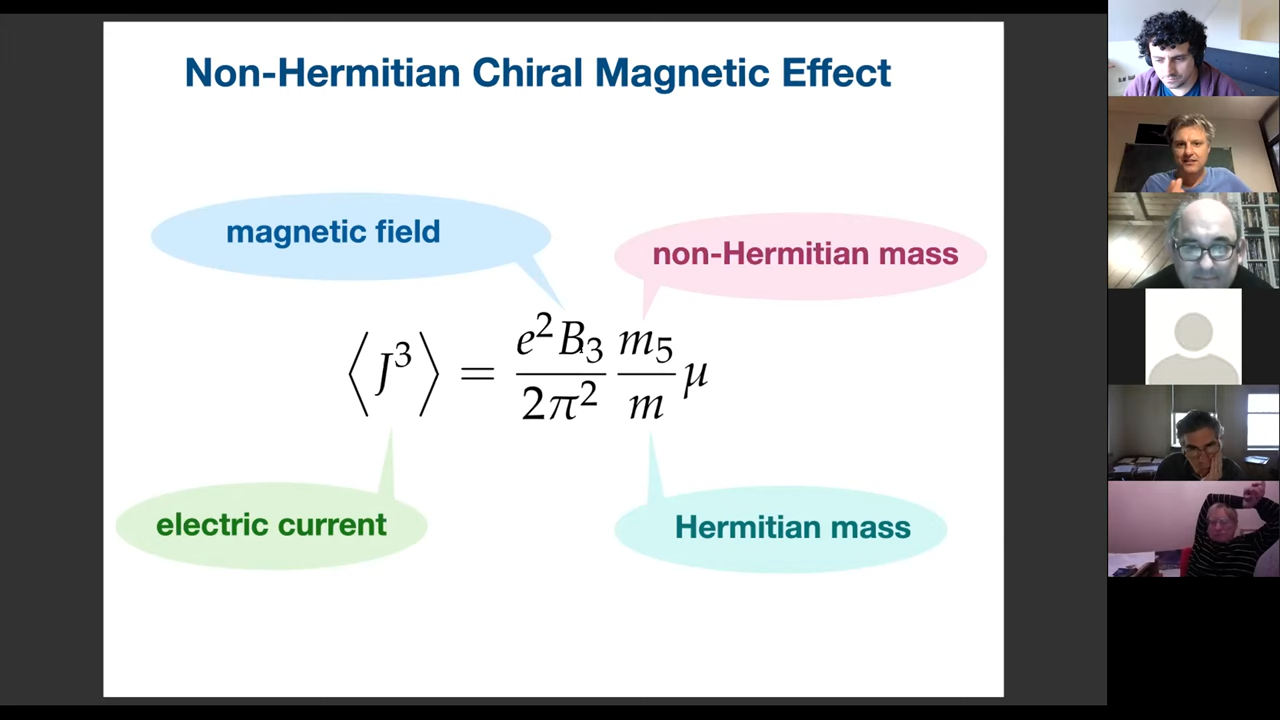 Non-Hermitian Chiral Magnetic Effect
magnetic field
non-Hermitian mass
⟨J³⟩ = e²B₃/2π² m₅/m μ
electric current
Hermitian mass